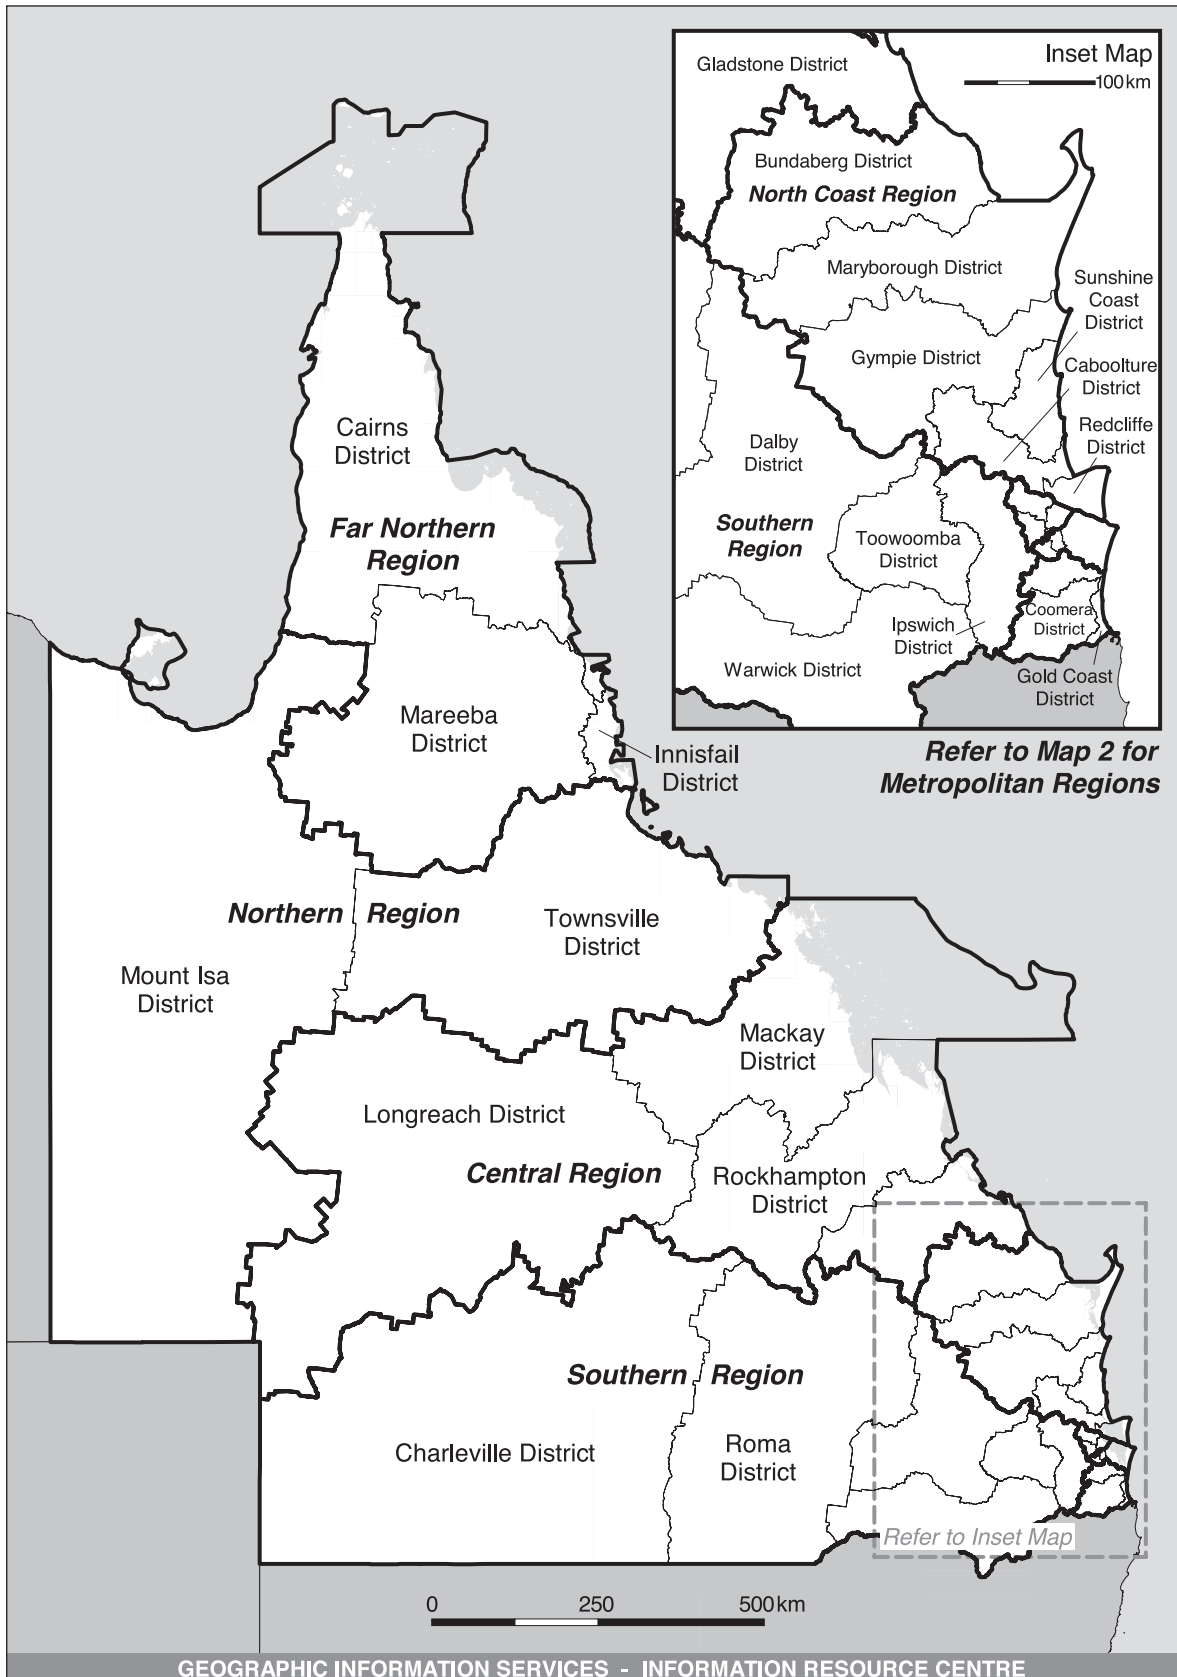 Inset Map
100 km
Gladstone District
Bundaberg District
North Coast Region
Maryborough District
Sunshine
Coast
District
Gympie District
Caboolture
District
Redcliffe
District
Dalby
District
Southern
Region
Toowoomba
District
Ipswich
District
Coomera
District
Warwick District
Gold Coast
District
Refer to Map 2 for
Metropolitan Regions
Cairns
District
Far Northern
Region
Mareeba
District
Innisfail
District
Northern Region
Townsville
District
Mount Isa
District
Mackay
District
Longreach District
Central Region
Rockhampton
District
Southern Region
Charleville District
Roma
District
Refer to Inset Map
0 250 500 km
GEOGRAPHIC INFORMATION SERVICES - INFORMATION RESOURCE CENTRE